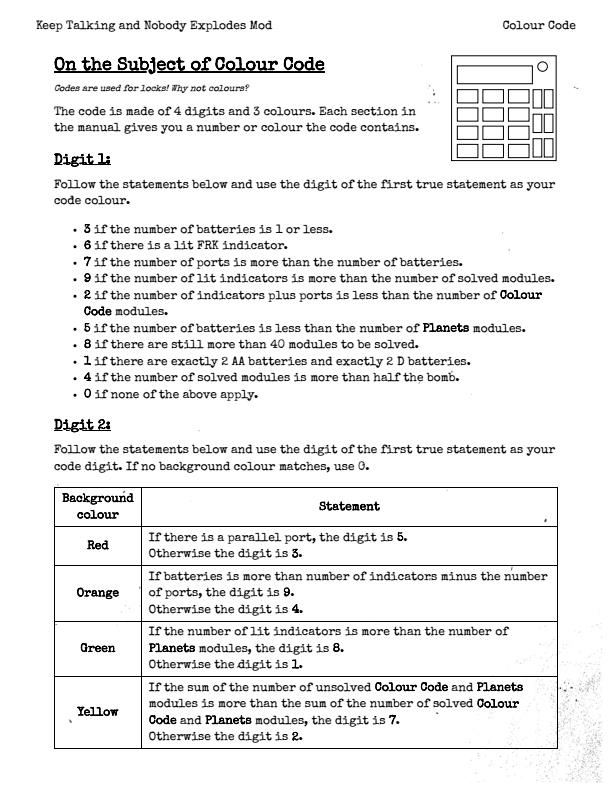 Keep Talking and Nobody Explodes Mod
Colour Code
On the Subject of Colour Code
Codes are used for locks! Why not colours?
The code is made of 4 digits and 3 colours. Each section in
the manual gives you a number or colour the code contains.
Digit 1:
Follow the statements below and use the digit of the first true statement as your
code colour.
• 3 if the number of batteries is 1 or less.
• 6 if there is a lit FRK indicator.
• 7 if the number of ports is more than the number of batteries.
• 9 if the number of lit indicators is more than the number of solved modules.
• 2 if the number of indicators plus ports is less than the number of Colour
Code modules.
• 5 if the number of batteries is less than the number of Planets modules.
• 8 if there are still more than 40 modules to be solved.
• 1 if there are exactly 2 AA batteries and exactly 2 D batteries.
• 4 if the number of solved modules is more than half the bomb.
• 0 if none of the above apply.
Digit 2:
Follow the statements below and use the digit of the first true statement as your
code digit. If no background colour matches, use 0.
Background
colour
Statement
Red
If there is a parallel port, the digit is 5.
Otherwise the digit is 3.
Orange
If batteries is more than number of indicators minus the number
of ports, the digit is 9.
Otherwise the digit is 4.
Green
If the number of lit indicators is more than the number of
Planets modules, the digit is 8.
Otherwise the digit is 1.
Yellow
If the sum of the number of unsolved Colour Code and Planets
modules is more than the sum of the number of solved Colour
Code and Planets modules, the digit is 7.
Otherwise the digit is 2.